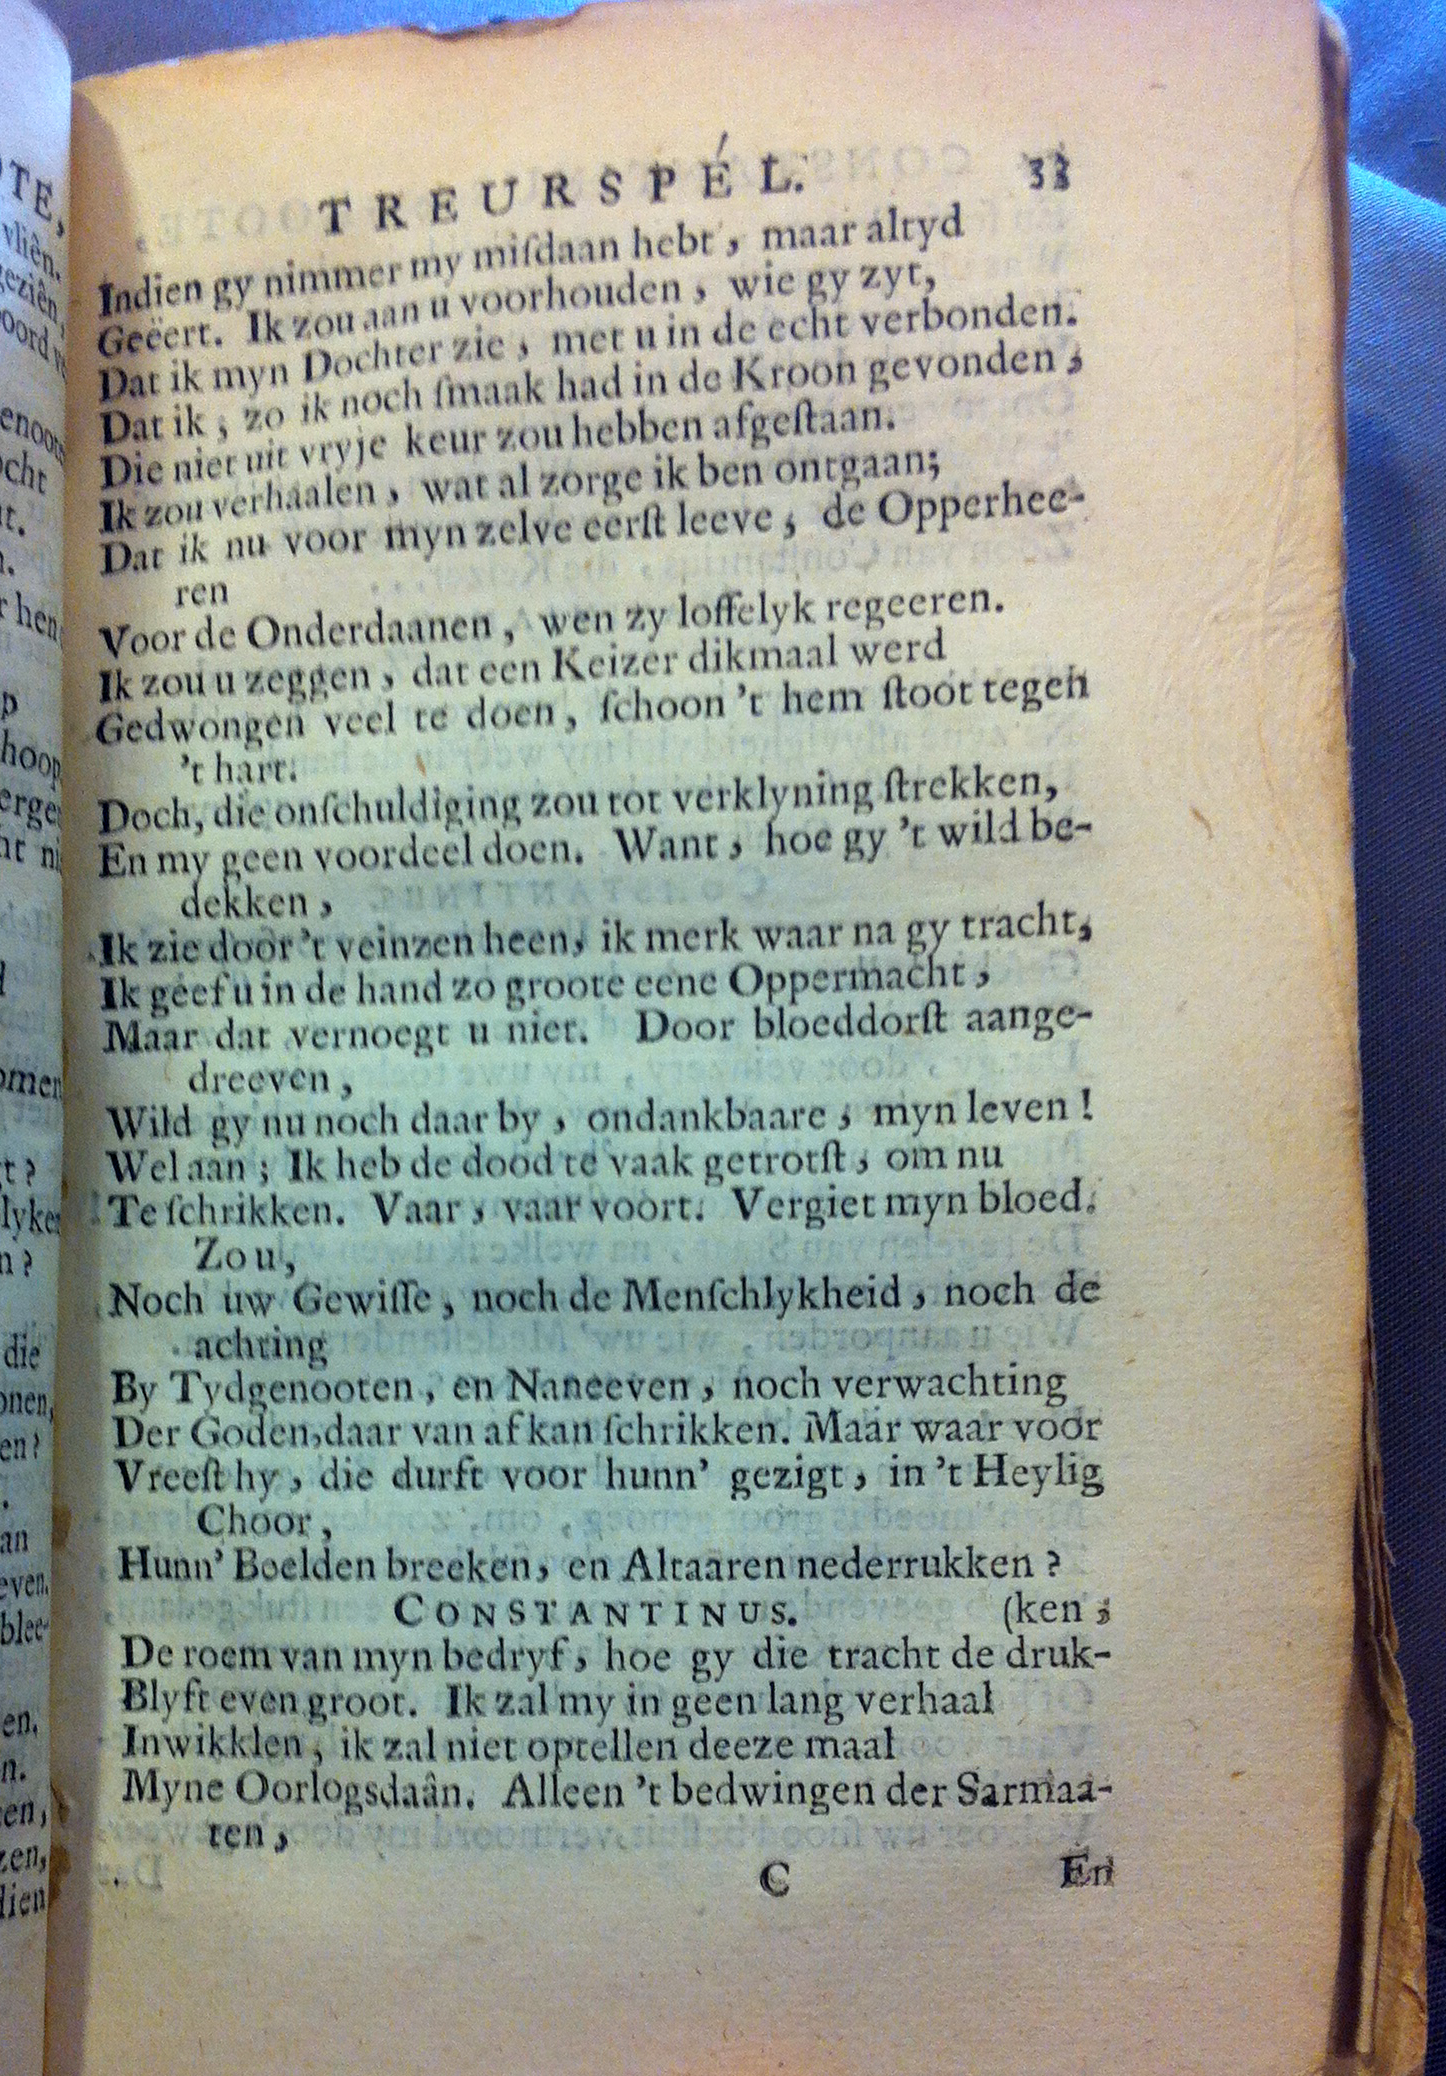 TREURSPÉL. 33
Indien gy nimmer my miſdaan hebt, maar altyd
Geëert. Ik zou aan u voorhouden, wie gy zyt,
Dat ik myn Dochter zie, met u in de echt verbonden.
Dat ik, zo ik noch ſmaak had in de Kroon gevonden,
Die niet uit vryje keur zou hebben afgeſtaan.
Ik zou verhaalen, wat al zorge ik ben ontgaan;
Dat ik nu voor myn zelve eerſt leeve, de Opperhee-
ren
Voor de Onderdaanen, wen zy loffelyk regeeren.
Ik zou u zeggen, dat een Keizer dikmaal werd
Gedwongen veel te doen, ſchoon 't hem ſtoot tegen
't hart.
Doch, die onſchuldiging zou tot verklyning ſtrekken,
En my geen voordeel doen. Want, hoe gy 't wild be-
dekken,
Ik zie door 't veinzen heen, ik merk waar na gy tracht,
Ik geef u in de hand zo groote eene Oppermacht,
Maar dat vernoegt u niet. Door bloeddorſt aange-
dreeven,
Wild gy nu noch daar by, ondankbaare, myn leven!
Wel aan; Ik heb de dood te vaak getrotſt, om nu
Te ſchrikken. Vaar, vaar voort. Vergiet myn bloed.
Zou,
Noch uw Gewiſſe, noch de Menſchlykheid, noch de
achting
By Tydgenooten, en Naneeven, noch verwachting
Der Goden, daar van af kan ſchrikken. Maar waar voor
Vreeſt hy, die durft voor hunn' gezigt, in 't Heylig
Choor,
Hunn' Beelden breeken, en Altaaren nederrukken?
CONSTANTINUS. (ken;
De roem van myn bedryf, hoe gy die tracht de druk-
Blyft even groot. Ik zal my in geen lang verhaal
Inwikklen, ik zal niet optellen deeze maal
Myne Oorlogsdaân. Alleen 't bedwingen der Sarmaa-
ten,
C En